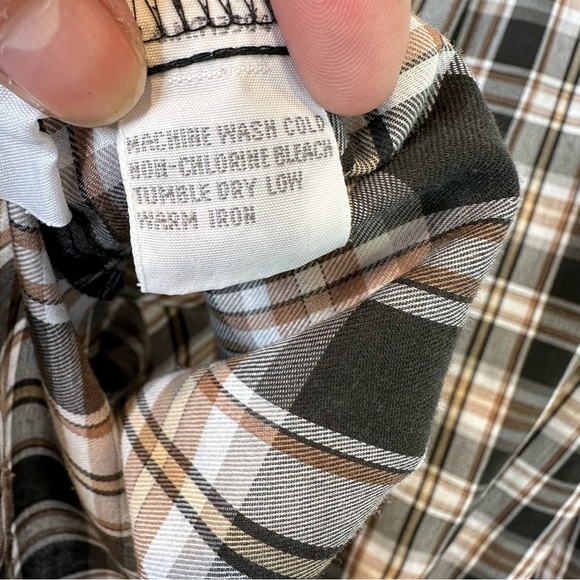 MACHINE WASH COLD
NON-CHLORINE BLEACH
TUMBLE DRY LOW
WARM IRON